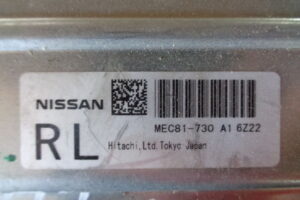 NISSAN
MEC81-730 A1 6Z22
RL
Hitachi,Ltd.Tokyo Japan